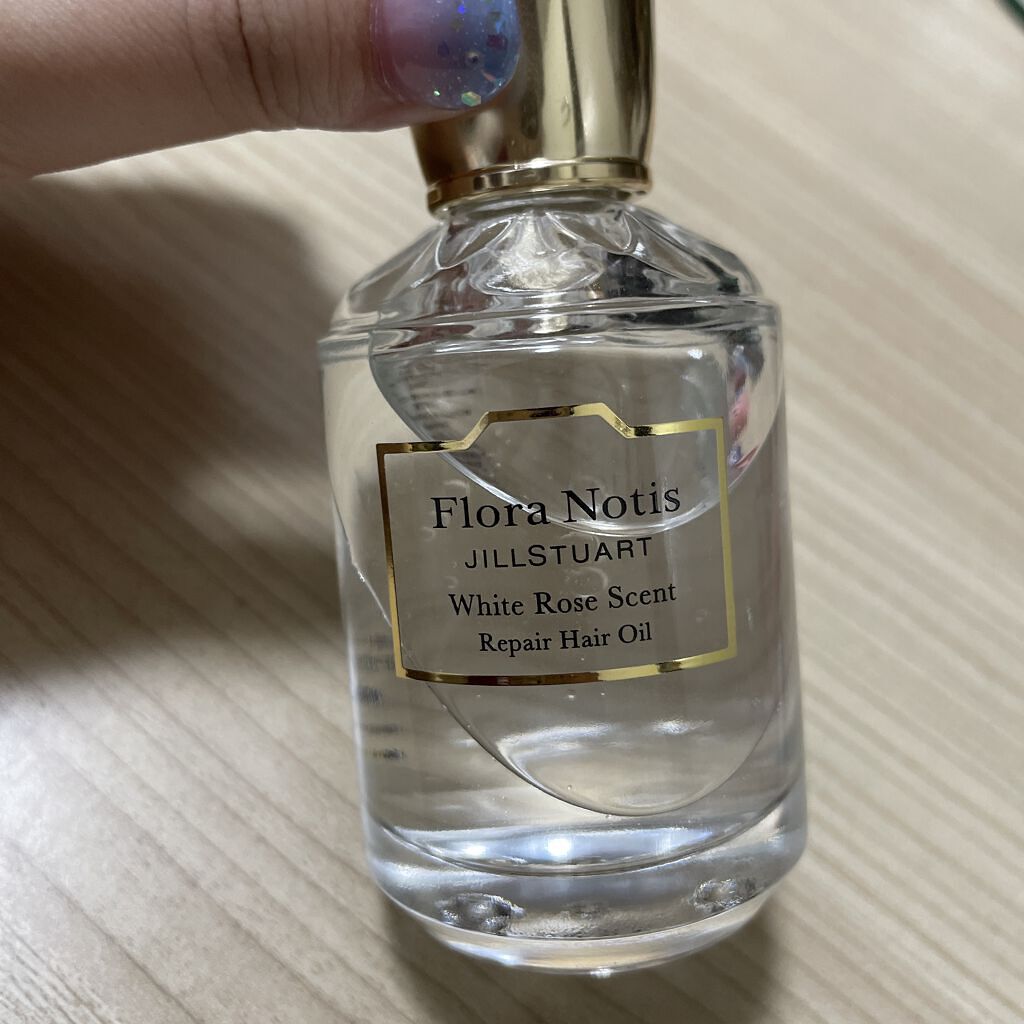 Flora Notis
JILLSTUART
White Rose Scent
Repair Hair Oil